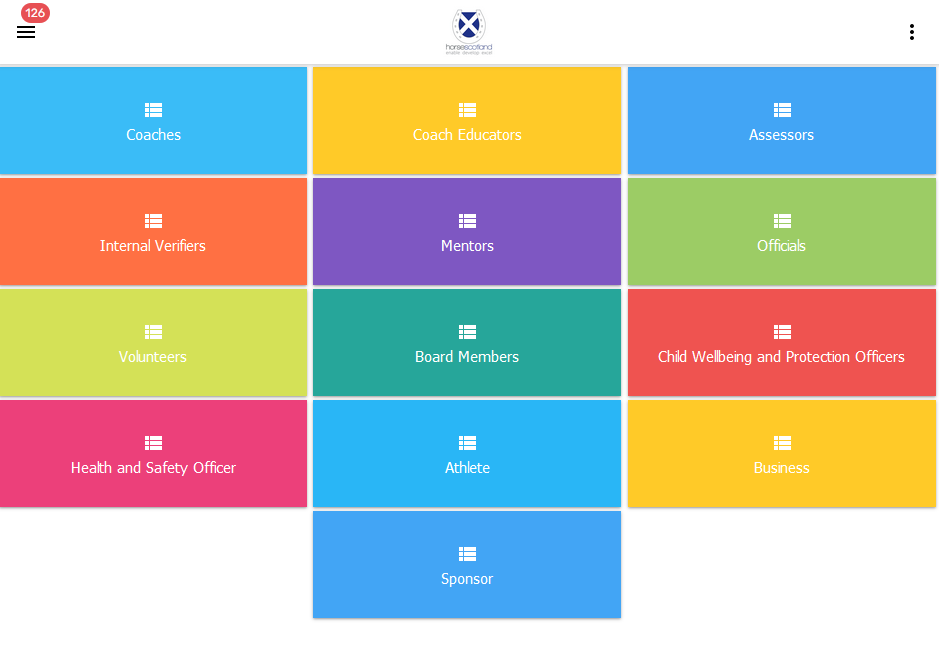 126
horsescotland
enable develop excel
Coaches
Coach Educators
Assessors
Internal Verifiers
Mentors
Officials
Volunteers
Board Members
Child Wellbeing and Protection Officers
Health and Safety Officer
Athlete
Business
Sponsor